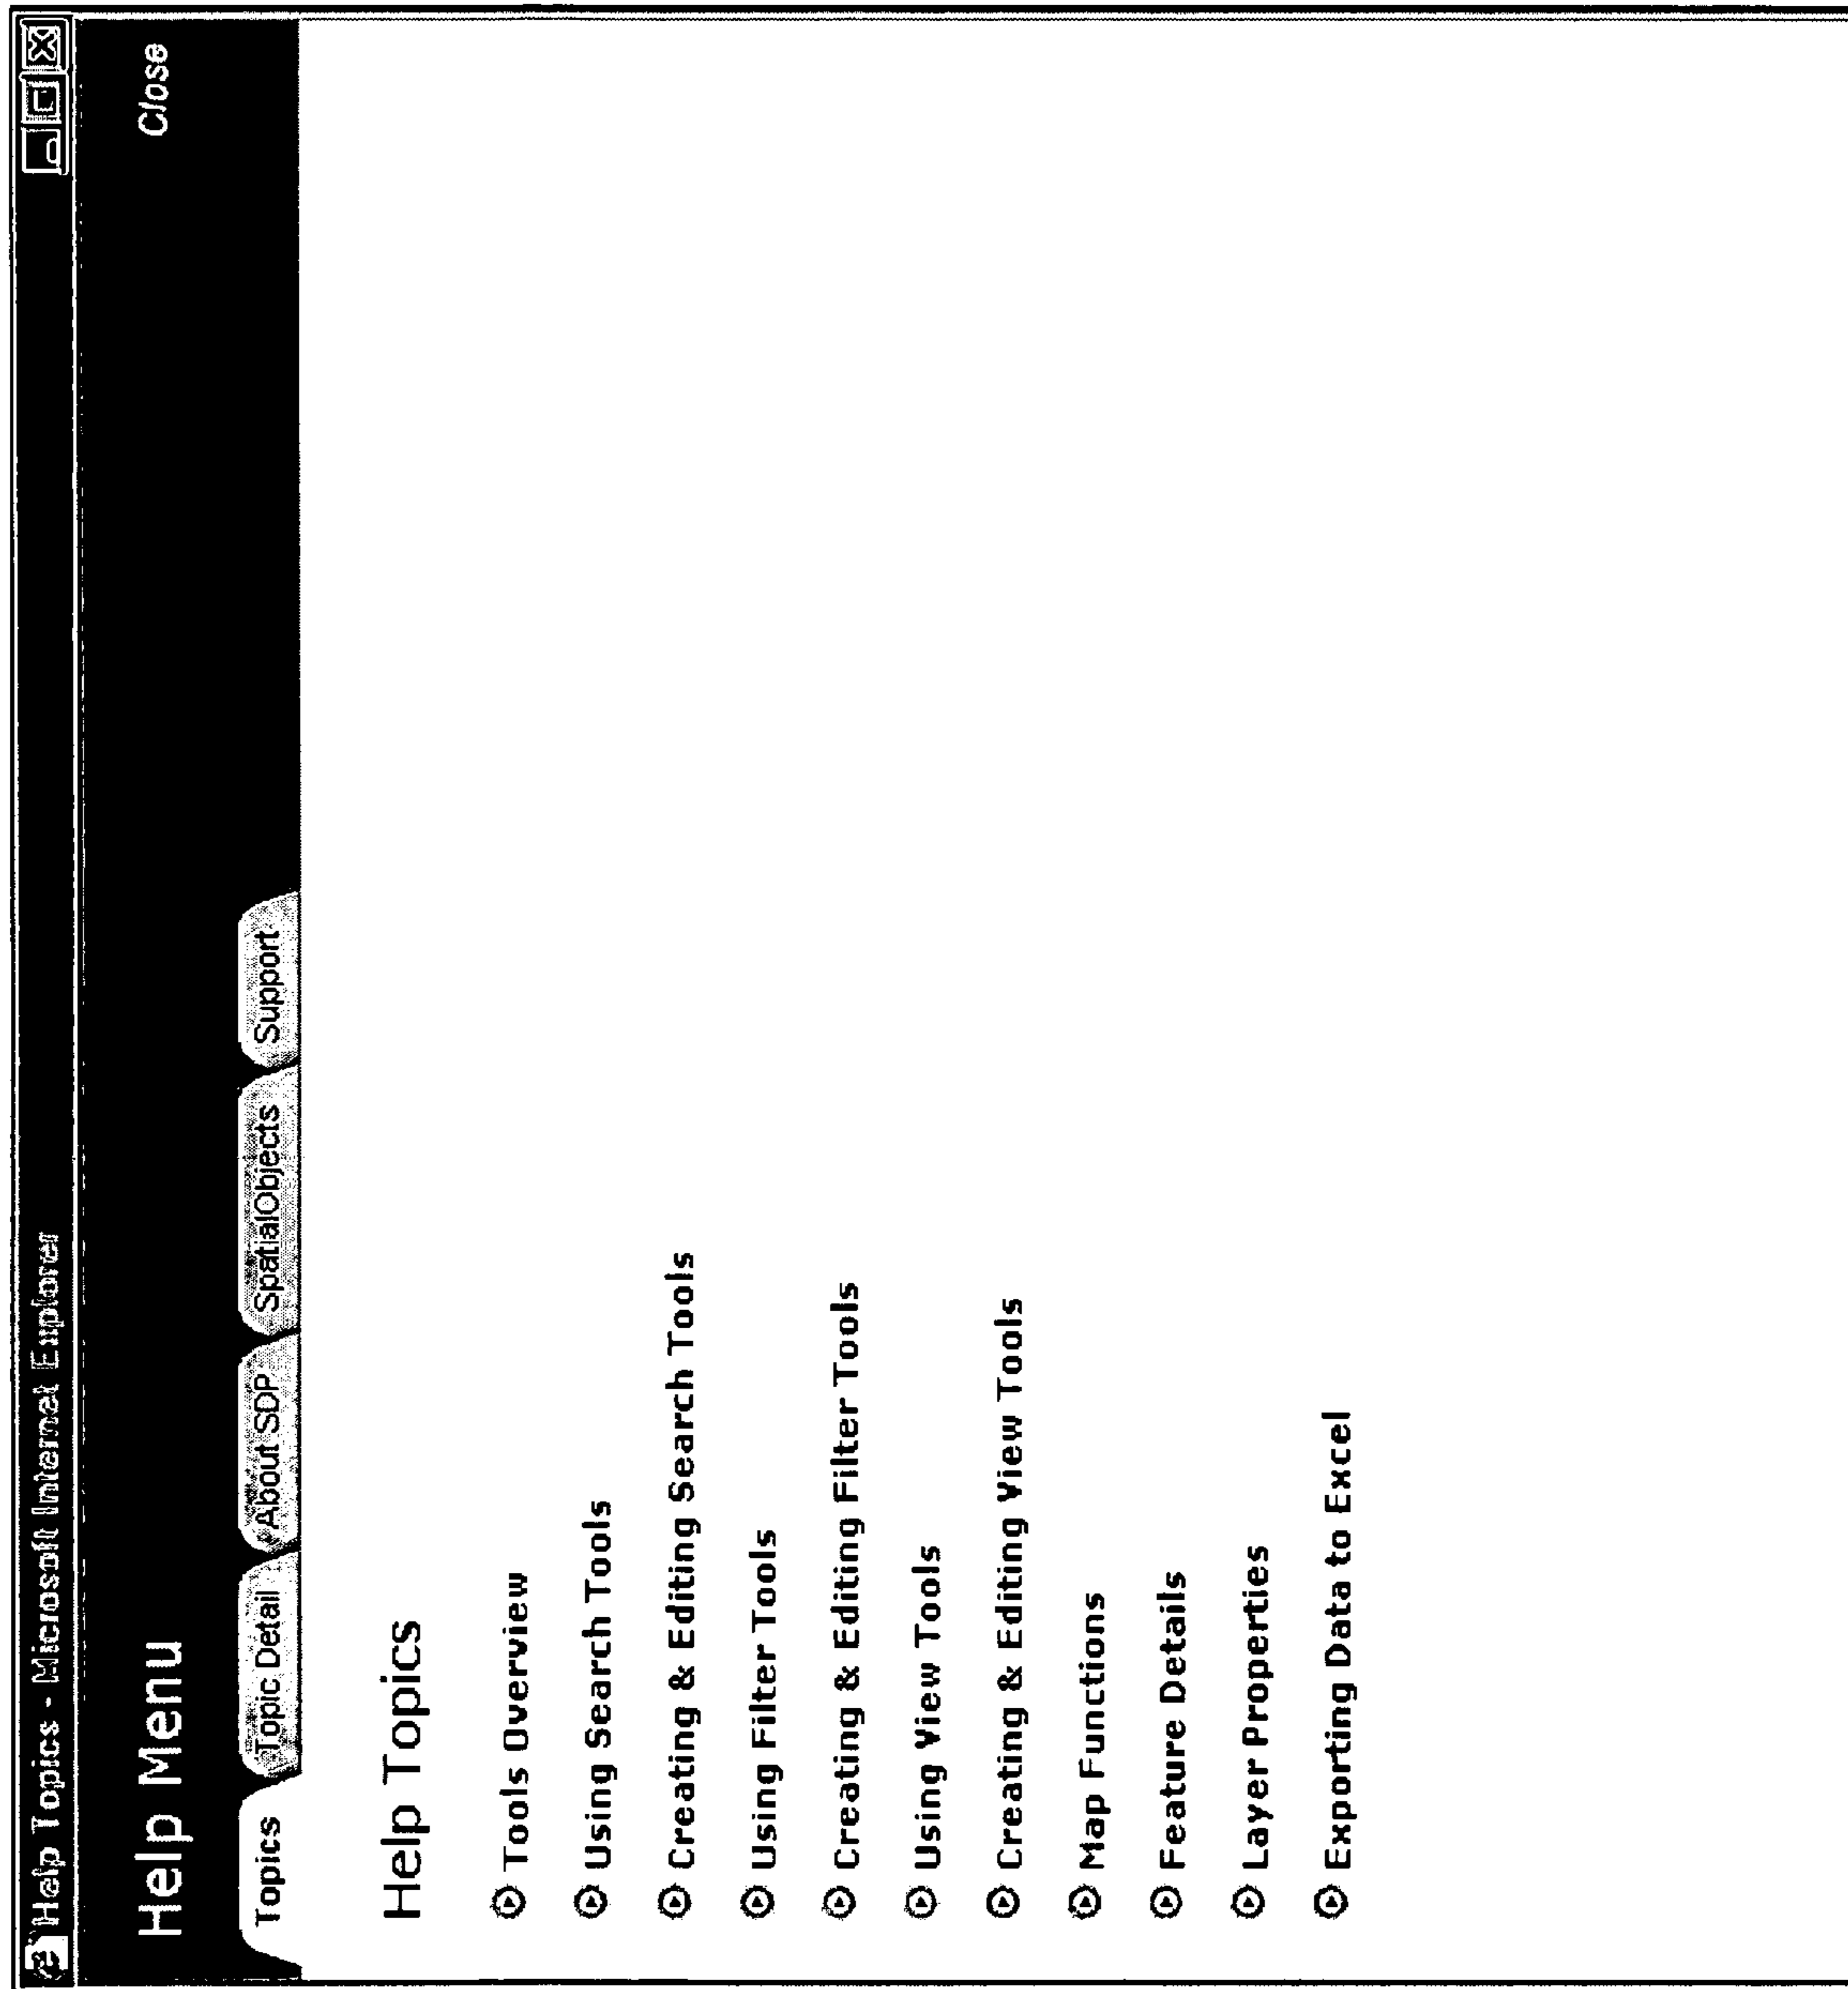 Help Topics - Microsoft Internet Explorer
Help Menu
Close
Topics
Topic Detail
About SDP
SpatialObjects
Support
Help Topics
Tools Overview
Using Search Tools
Creating & Editing Search Tools
Using Filter Tools
Creating & Editing Filter Tools
Using View Tools
Creating & Editing View Tools
Map Functions
Feature Details
Layer Properties
Exporting Data to Excel